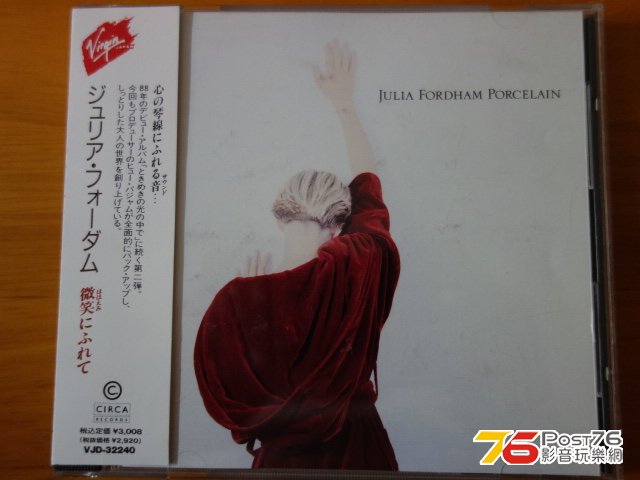 Virgin
JAPAN
ジュリア・フォーダム 微笑にふれて
ほほえみ
心の琴線にふれる音…
サウンド
88年のデビュー・アルバム「ときめきの光の中で」に続く第二弾。
今回もプロデューサーのヒュー・パジャムが全面的にバック・アップし、
しっとりした大人の世界を創り上げている。
C
CIRCA
RECORDS
税込定価 ¥3,008
(税抜価格 ¥2,920)
VJD-32240
JULIA FORDHAM PORCELAIN
76 Post76
影音玩樂網